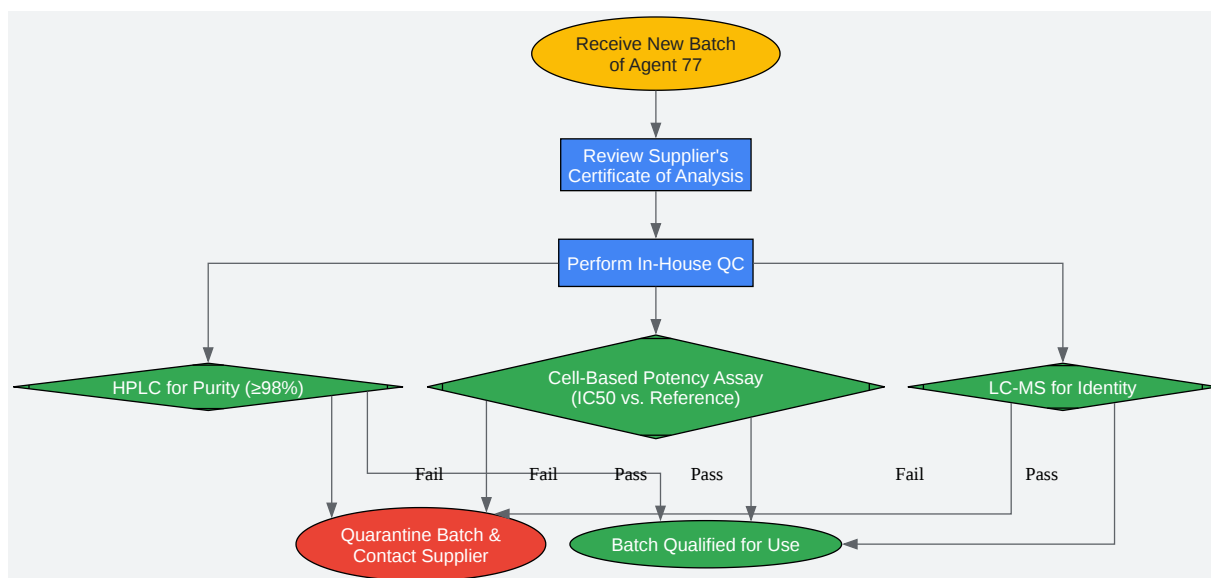 Receive New Batch
of Agent 77
Review Supplier's
Certificate of Analysis
Perform In-House QC
HPLC for Purity (≥98%)
Cell-Based Potency Assay
(IC50 vs. Reference)
LC-MS for Identity
Fail
Fail
Pass
Pass
Fail
Pass
Quarantine Batch &
Contact Supplier
Batch Qualified for Use